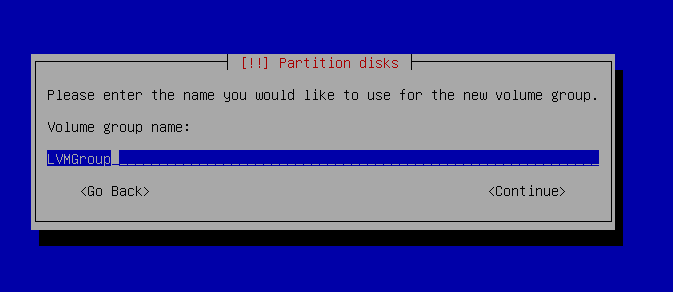 [!!] Partition disks
Please enter the name you would like to use for the new volume group.
Volume group name:
LVMGroup
<Go Back> <Continue>